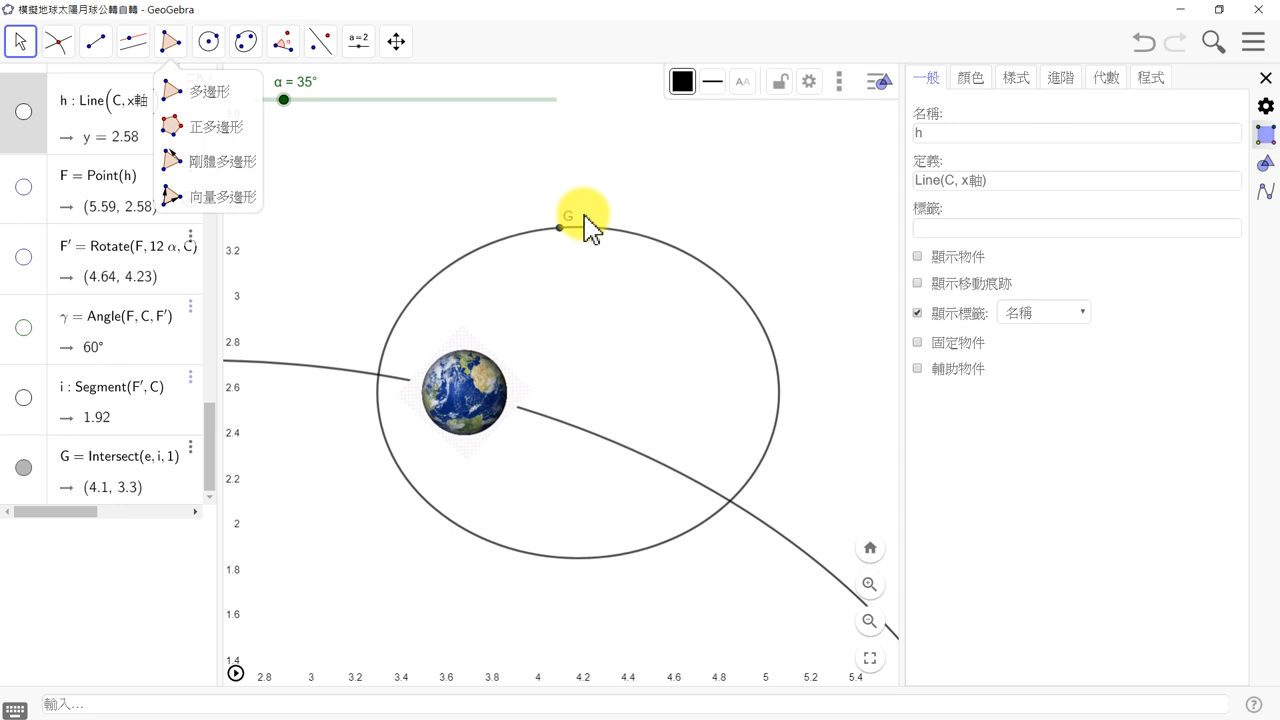 模擬地球太陽月球公轉自轉 - GeoGebra
a=2
多邊形
正多邊形
剛體多邊形
向量多邊形
h : Line(C, x軸
→ y = 2.58
F = Point(h)
→ (5.59, 2.58)
F′ = Rotate(F, 12 α, C)
→ (4.64, 4.23)
γ = Angle(F, C, F′)
→ 60°
i : Segment(F′, C)
→ 1.92
G = Intersect(e, i, 1)
→ (4.1, 3.3)
α = 35°
AA
G
3.2
3
2.8
2.6
2.4
2.2
2
1.8
1.6
1.4
2.8 3 3.2 3.4 3.6 3.8 4 4.2 4.4 4.6 4.8 5 5.2 5.4
一般 顏色 樣式 進階 代數 程式
名稱:
h
定義:
Line(C, x軸)
標籤:
顯示物件
顯示移動痕跡
顯示標籤: 名稱
固定物件
輔助物件
輸入…
?